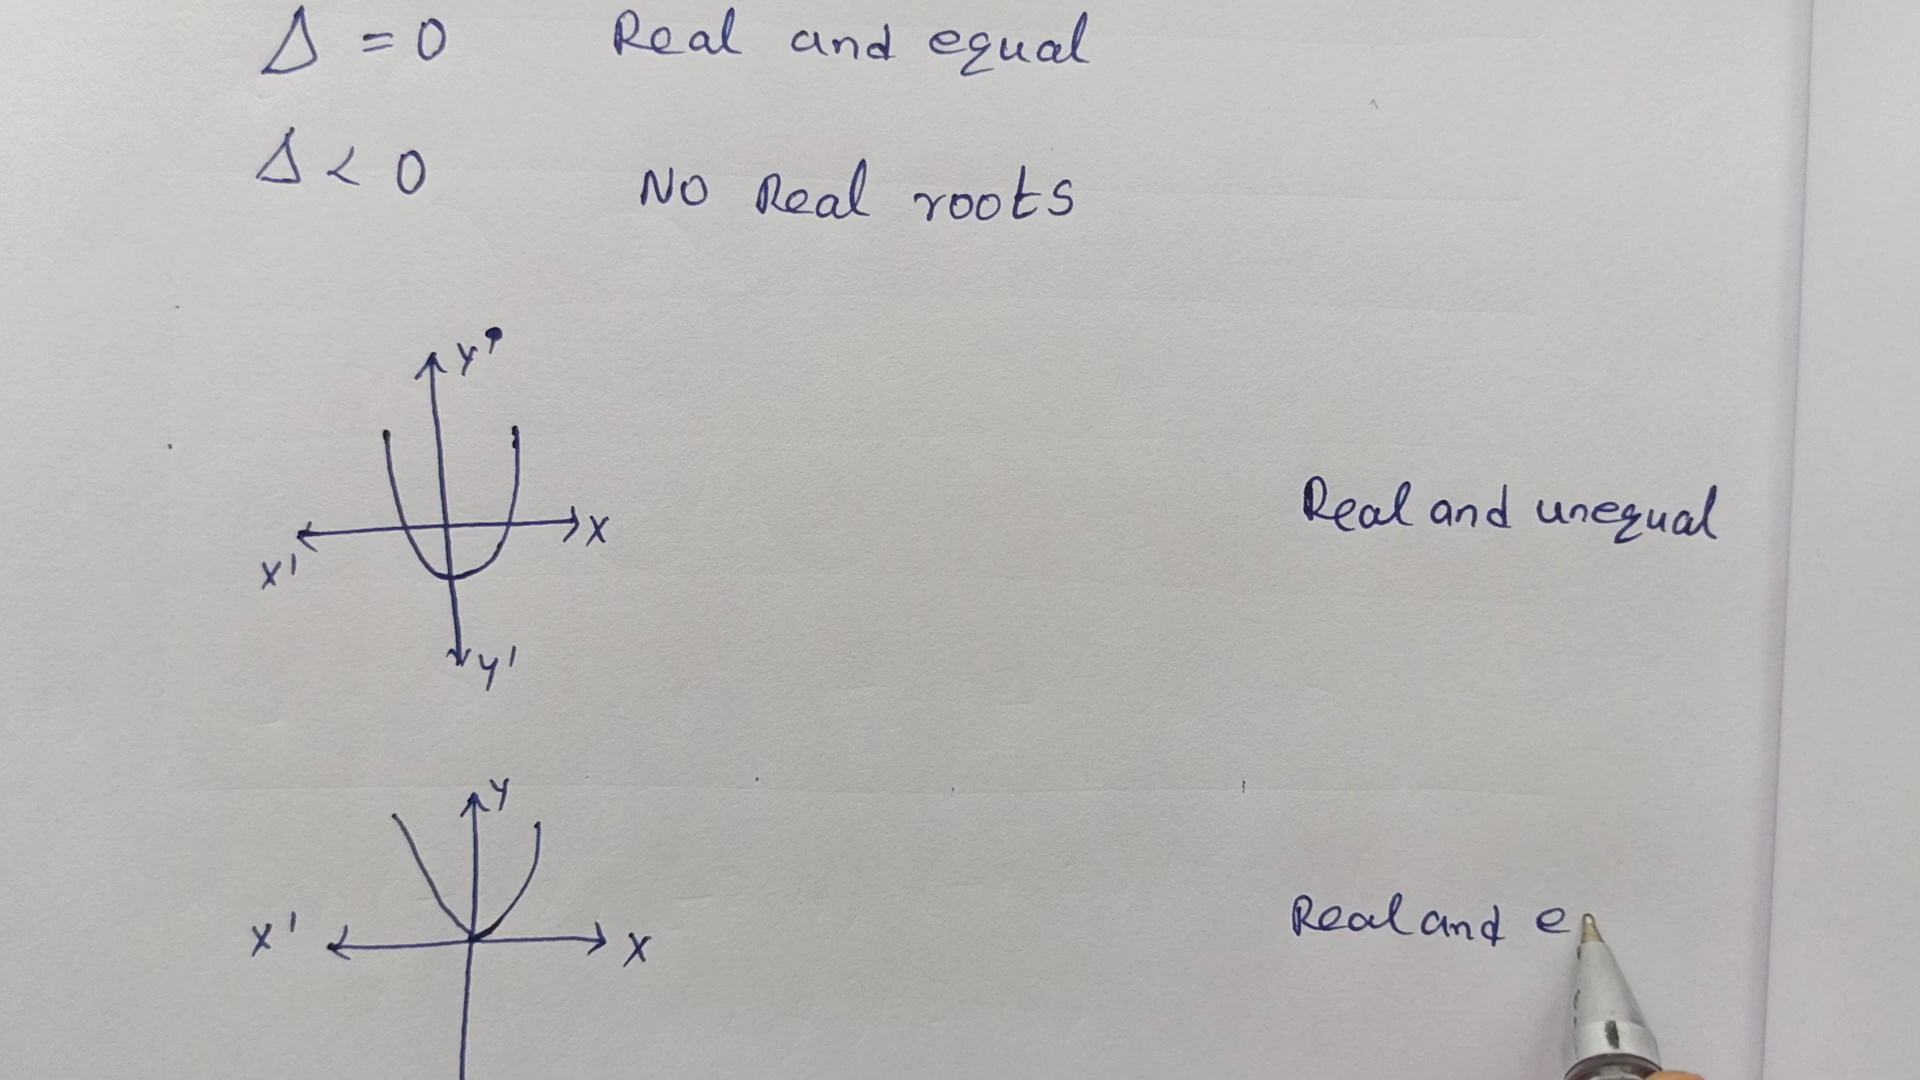 Δ = 0 Real and equal
Δ < 0 No Real roots
y'
x' x Real and unequal
y'
y
x' x Real and e